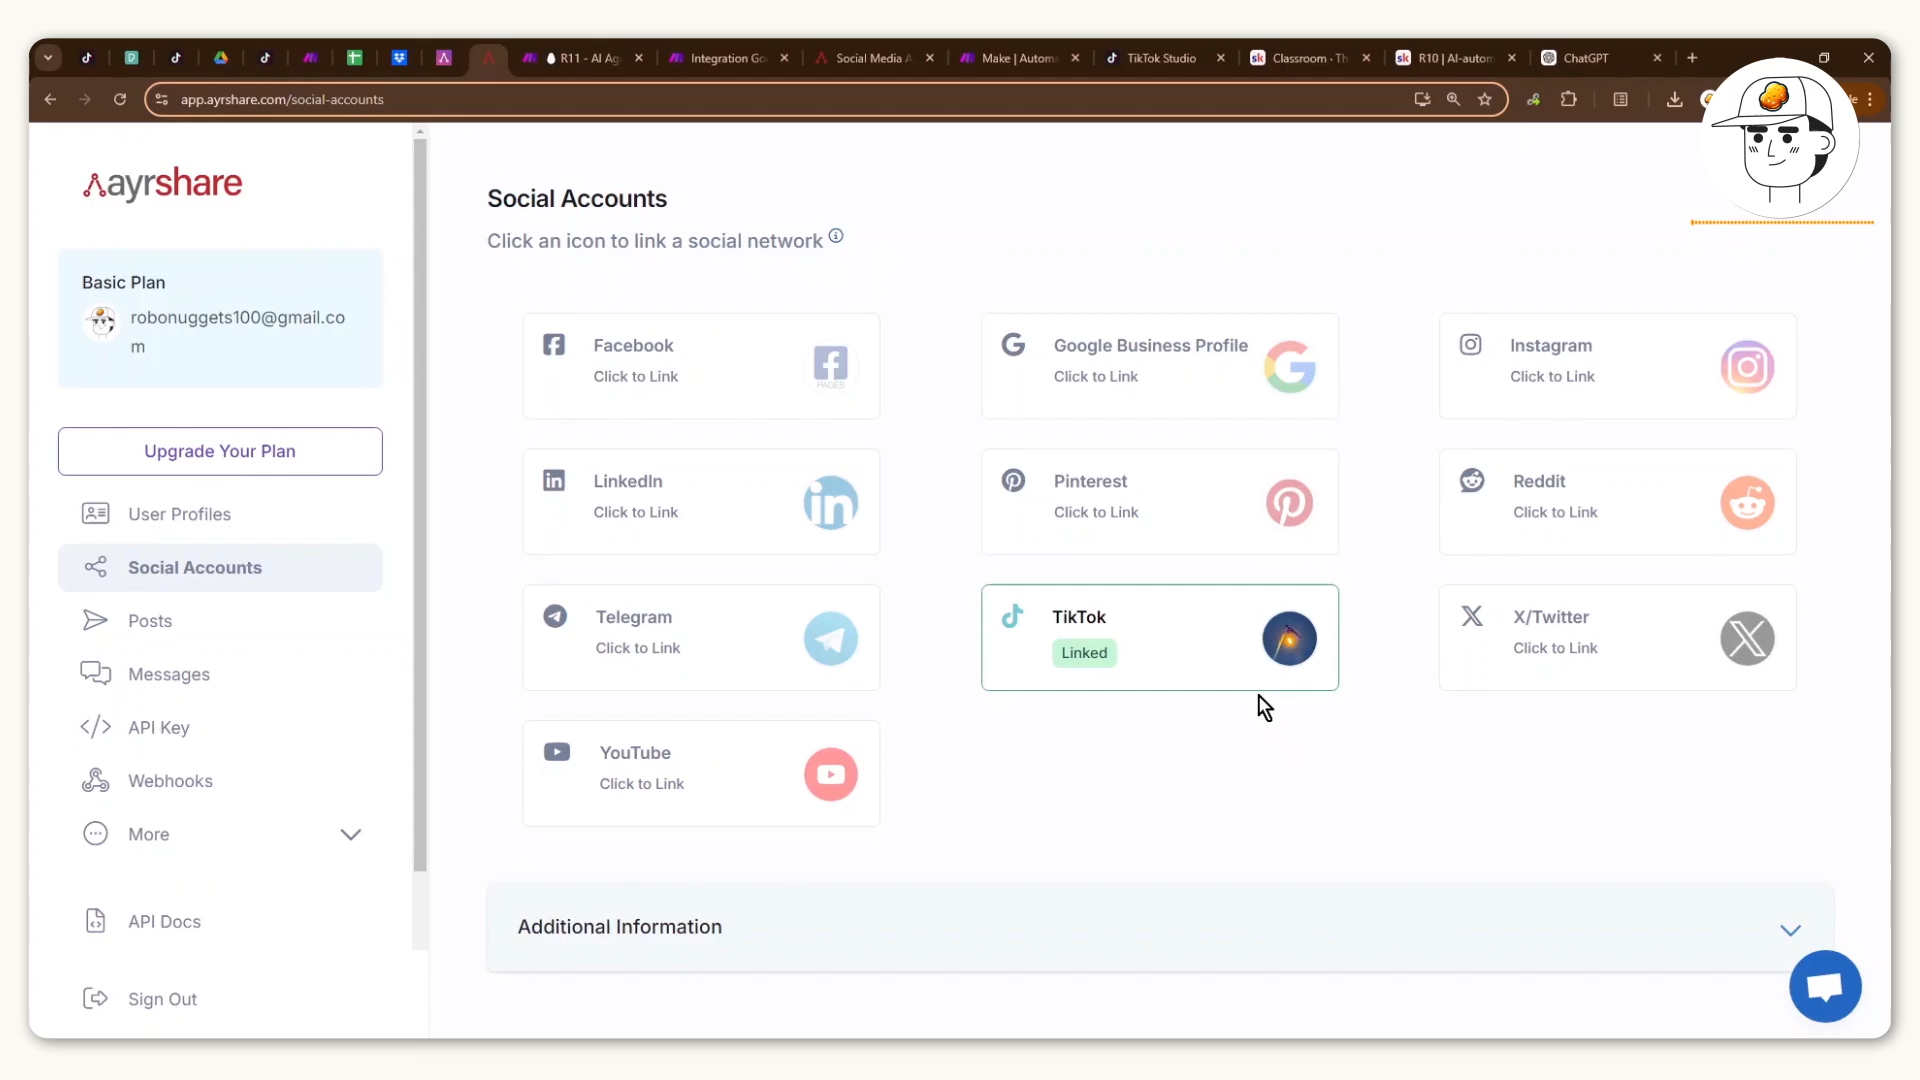 R11 - AI Ag
Integration Go
Social Media A
Make | Automa
TikTok Studio
Classroom · Th
R10 | AI-autom
ChatGPT
app.ayrshare.com/social-accounts
ayrshare
Basic Plan
robonuggets100@gmail.co
m
Upgrade Your Plan
User Profiles
Social Accounts
Posts
Messages
API Key
Webhooks
More
API Docs
Sign Out
Social Accounts
Click an icon to link a social network
Facebook
Click to Link
PAGES
Google Business Profile
Click to Link
Instagram
Click to Link
LinkedIn
Click to Link
Pinterest
Click to Link
Reddit
Click to Link
Telegram
Click to Link
TikTok
Linked
X/Twitter
Click to Link
YouTube
Click to Link
Additional Information